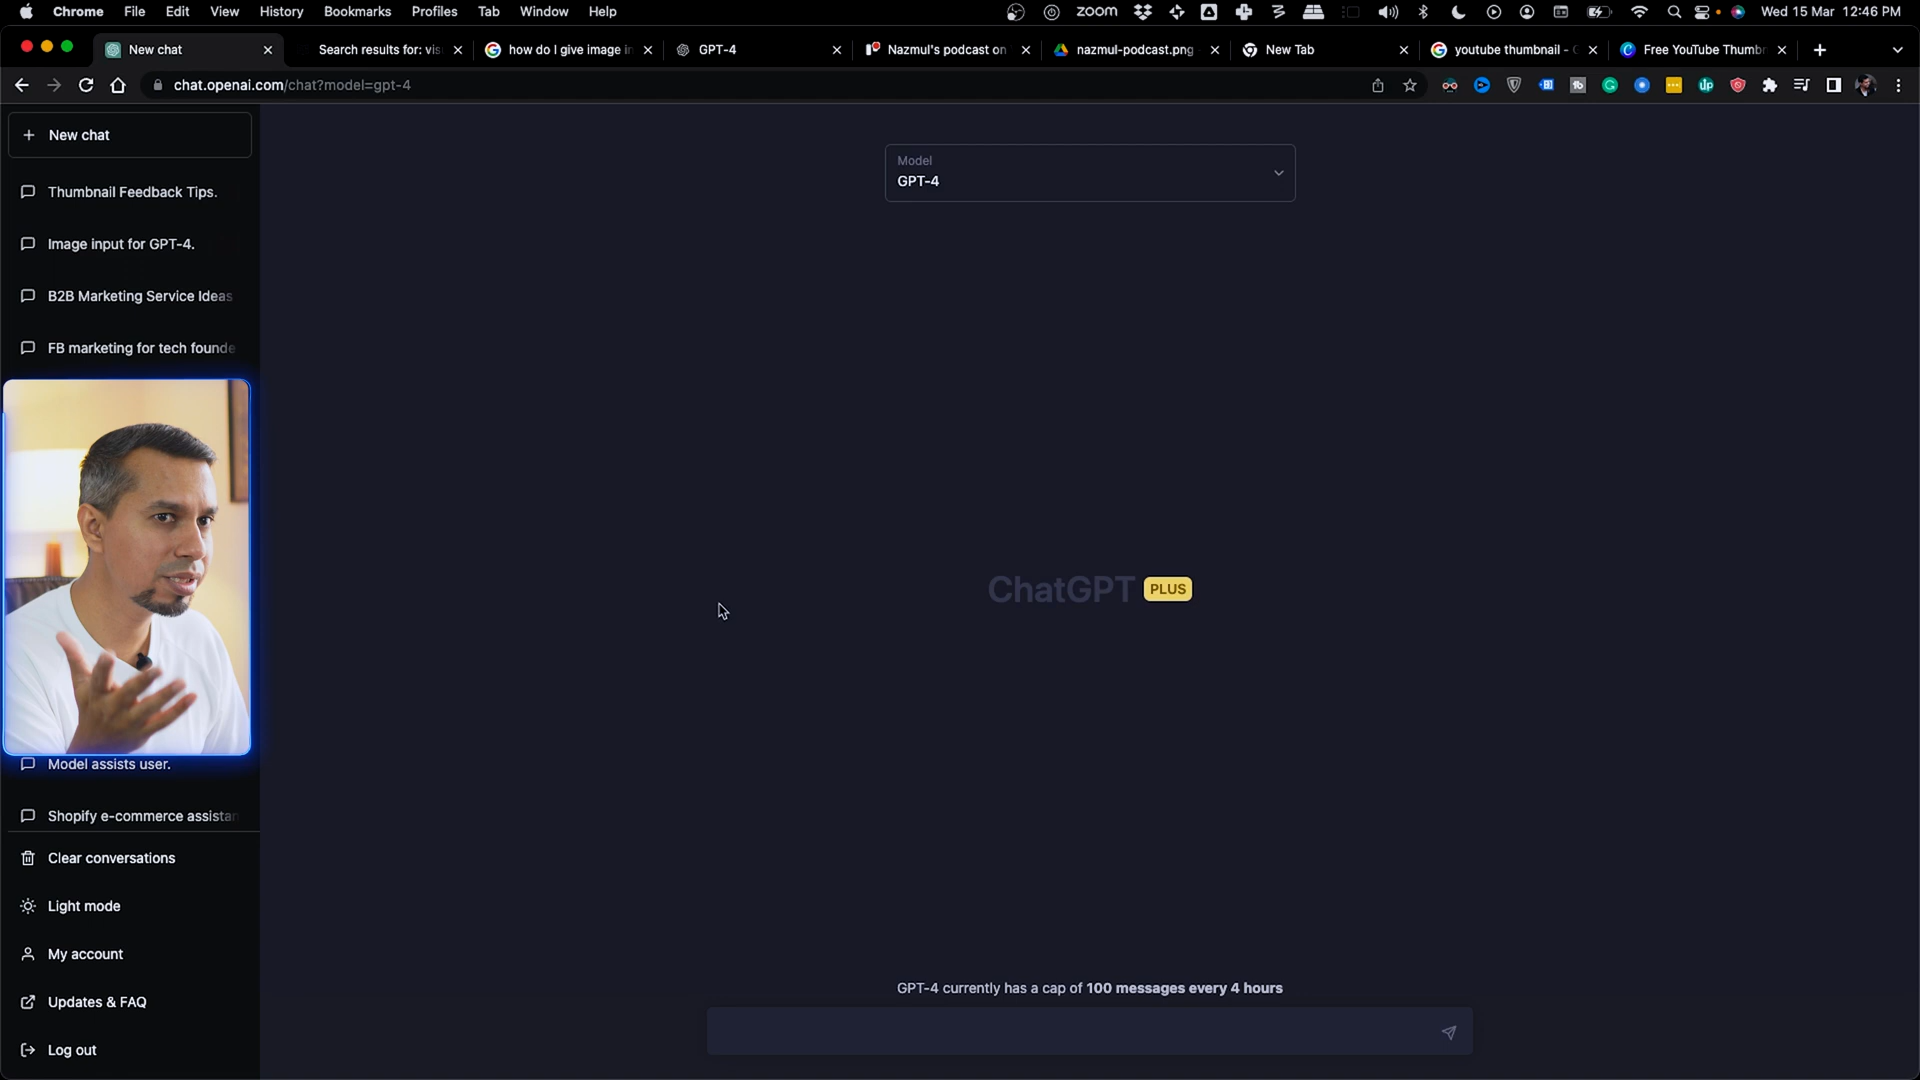 Chrome File Edit View History Bookmarks Profiles Tab Window Help zoom Wed 15 Mar 12:46 PM
New chat Search results for: vis how do I give image in GPT-4 Nazmul's podcast on nazmul-podcast.png New Tab youtube thumbnail - Free YouTube Thumb
chat.openai.com/chat?model=gpt-4
New chat
Thumbnail Feedback Tips.
Image input for GPT-4.
B2B Marketing Service Ideas
FB marketing for tech founde
Model assists user.
Shopify e-commerce assistan
Clear conversations
Light mode
My account
Updates & FAQ
Log out
Model
GPT-4
ChatGPT PLUS
GPT-4 currently has a cap of 100 messages every 4 hours